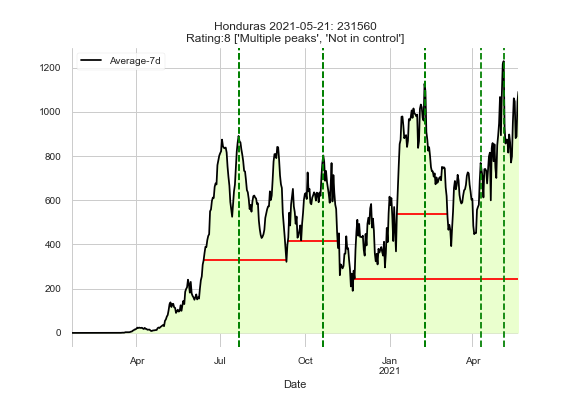 Honduras 2021-05-21: 231560
Rating:8 ['Multiple peaks', 'Not in control']
Average-7d
1200
1000
800
600
400
200
0
Apr
Jul
Oct
Jan
2021
Apr
Date